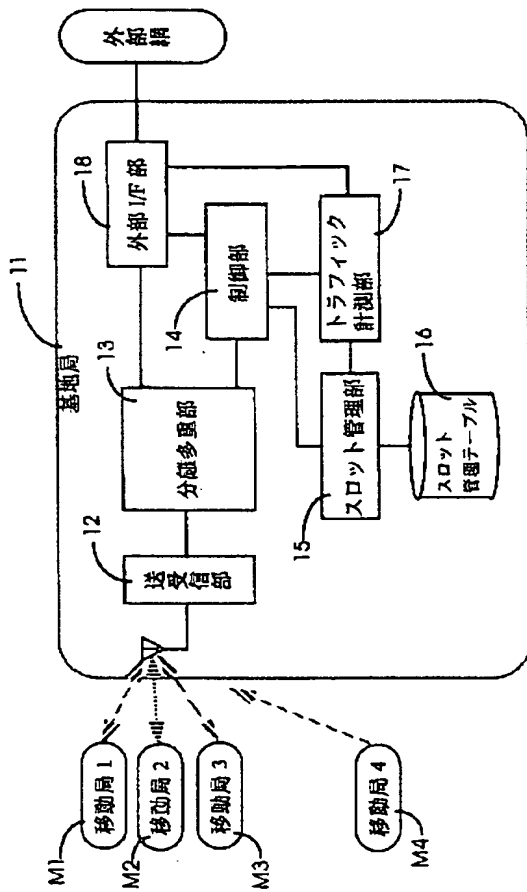 11
基地局
外部網
18
外部 I/F 部
13
分離多重部
14
制御部
17
トラフィック
計測部
12
送受信部
15
スロット管理部
16
スロット
管理テーブル
移動局 1
M1
移動局 2
M2
移動局 3
M3
移動局 4
M4